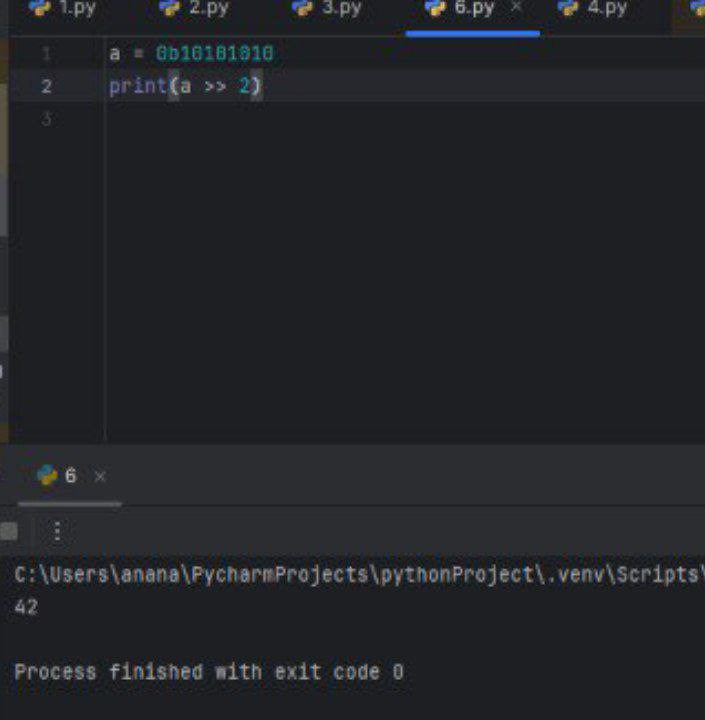 1.py 2.py 3.py 6.py × 4.py
1 a = 0b10101010
2 print(a >> 2)
3
6 ×
C:\Users\anana\PycharmProjects\pythonProject\.venv\Scripts\
42
Process finished with exit code 0